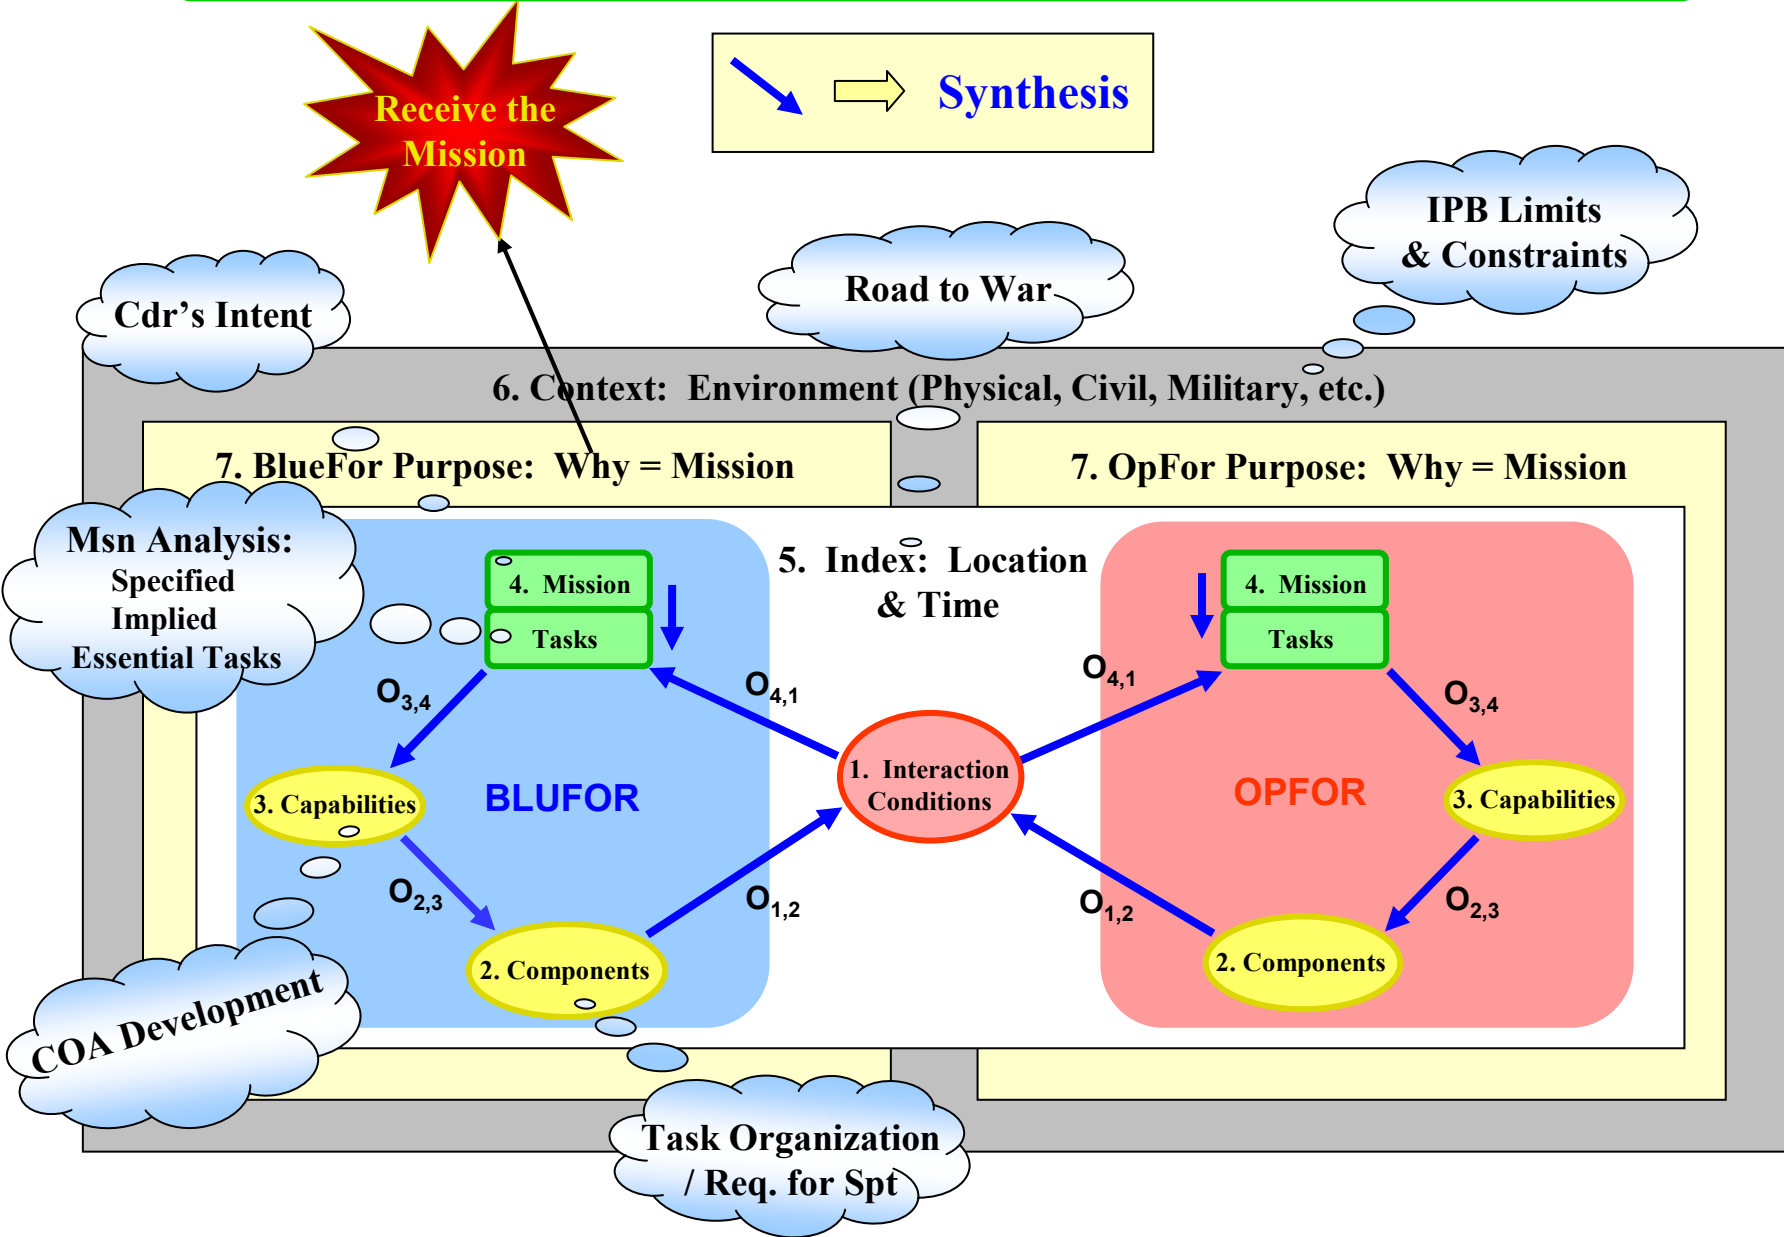 Receive the
Mission
Synthesis
IPB Limits
& Constraints
Road to War
Cdr’s Intent
6. Context:  Environment (Physical, Civil, Military, etc.)
7. BlueFor Purpose:  Why = Mission
7. OpFor Purpose:  Why = Mission
Msn Analysis:
Specified
Implied
Essential Tasks
5.  Index:  Location
& Time
4.  Mission
Tasks
4.  Mission
Tasks
O3,4
O4,1
O4,1
O3,4
1.  Interaction
Conditions
3. Capabilities
BLUFOR
OPFOR
3. Capabilities
O2,3
O1,2
O1,2
O2,3
2. Components
2. Components
COA Development
Task Organization
/ Req. for Spt